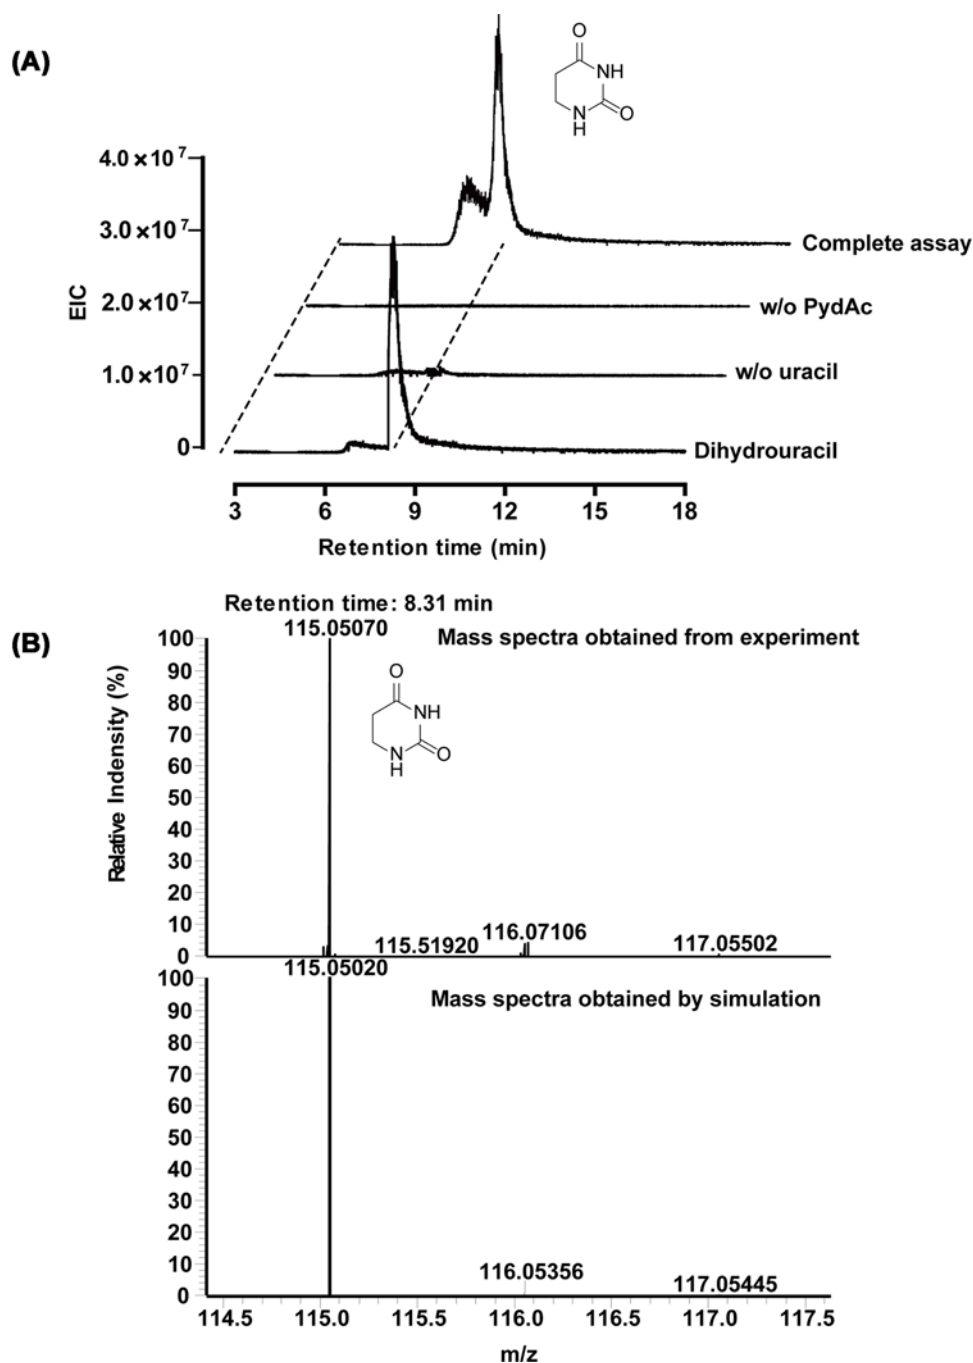 (A)
O
NH
N
H
O
4.0×10⁷
3.0×10⁷
2.0×10⁷
1.0×10⁷
0
EIC
Complete assay
w/o PydAc
w/o uracil
Dihydrouracil
3 6 9 12 15 18
Retention time (min)
Retention time: 8.31 min
(B)
115.05070
Mass spectra obtained from experiment
O
NH
N
H
O
100
90
80
70
60
50
40
30
20
10
0
Relative Indensity (%)
115.51920
116.07106
117.05502
115.05020
Mass spectra obtained by simulation
100
90
80
70
60
50
40
30
20
10
0
116.05356
117.05445
114.5 115.0 115.5 116.0 116.5 117.0 117.5
m/z